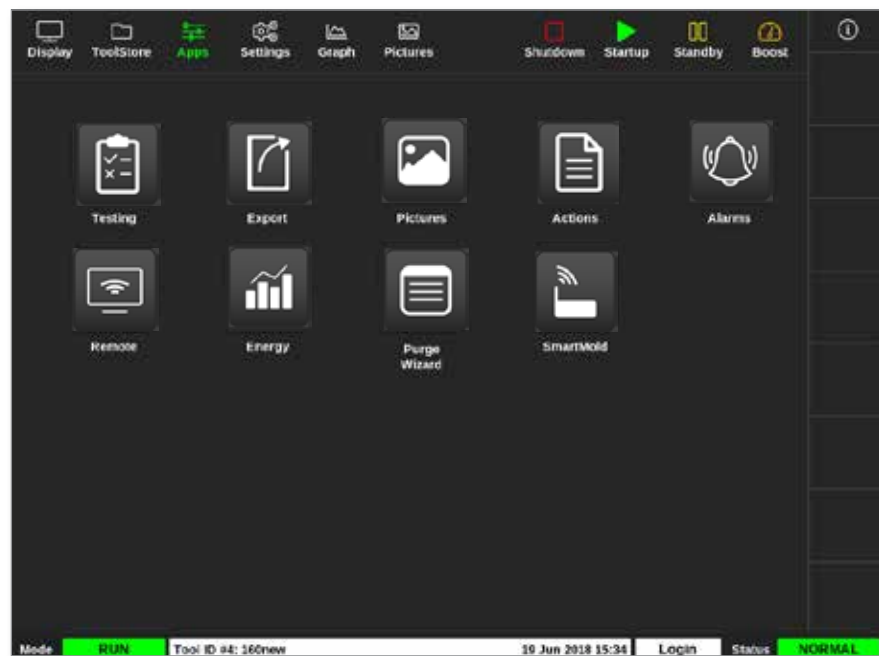 Display ToolStore Apps Settings Graph Pictures Shutdown Startup Standby Boost
Testing Export Pictures Actions Alarms
Remote Energy Purge Wizard SmartMold
Mode RUN Tool ID #4: 160new 19 Jun 2018 15:34 Login Status NORMAL